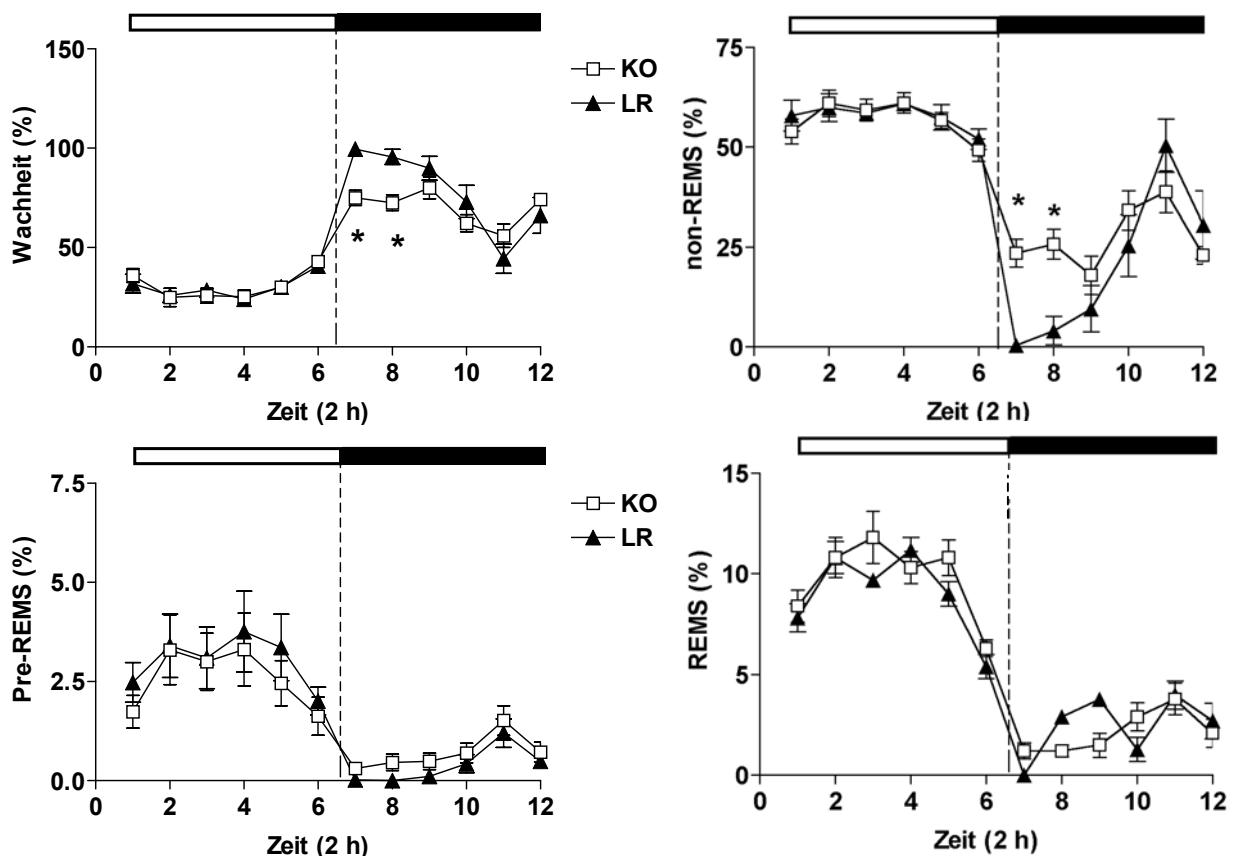 Wachheit (%)
150
100
50
0
0 2 4 6 8 10 12
Zeit (2 h)
* *
KO
LR
non-REMS (%)
75
50
25
0
0 2 4 6 8 10 12
Zeit (2 h)
* *
Pre-REMS (%)
7.5
5.0
2.5
0.0
0 2 4 6 8 10 12
Zeit (2 h)
KO
LR
REMS (%)
15
10
5
0
0 2 4 6 8 10 12
Zeit (2 h)